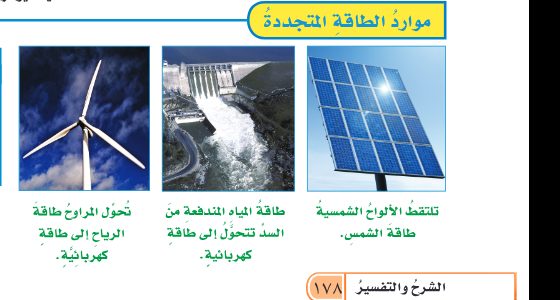 مواردُ الطاقةِ المتجددةُ
تلتقطُ الألواحُ الشمسيةُ
طاقةَ الشمسِ.
طاقةُ المياه المندفعةِ منَ
السدِّ تتحوَّلُ إلى طاقةٍ
كهربائيةٍ.
تُحوّل المراوحُ طاقةَ
الرياحِ إلى طاقةٍ
كهربائيَّةٍ.
الشرحُ والتفسيرُ ١٧٨